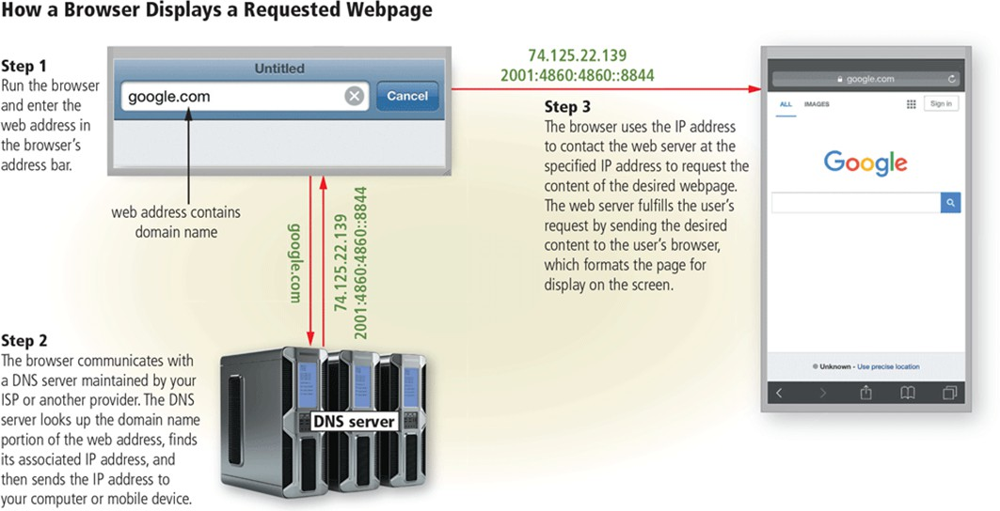 How a Browser Displays a Requested Webpage
Step 1
Run the browser
and enter the
web address in
the browser's
address bar.
Untitled
google.com
Cancel
web address contains
domain name
google.com
74.125.22.139
2001:4860:4860::8844
Step 2
The browser communicates with
a DNS server maintained by your
ISP or another provider. The DNS
server looks up the domain name
portion of the web address, finds
its associated IP address, and
then sends the IP address to
your computer or mobile device.
DNS server
74.125.22.139
2001:4860:4860::8844
Step 3
The browser uses the IP address
to contact the web server at the
specified IP address to request the
content of the desired webpage.
The web server fulfills the user's
request by sending the desired
content to the user's browser,
which formats the page for
display on the screen.
google.com
ALL IMAGES Sign in
Google
Unknown - Use precise location